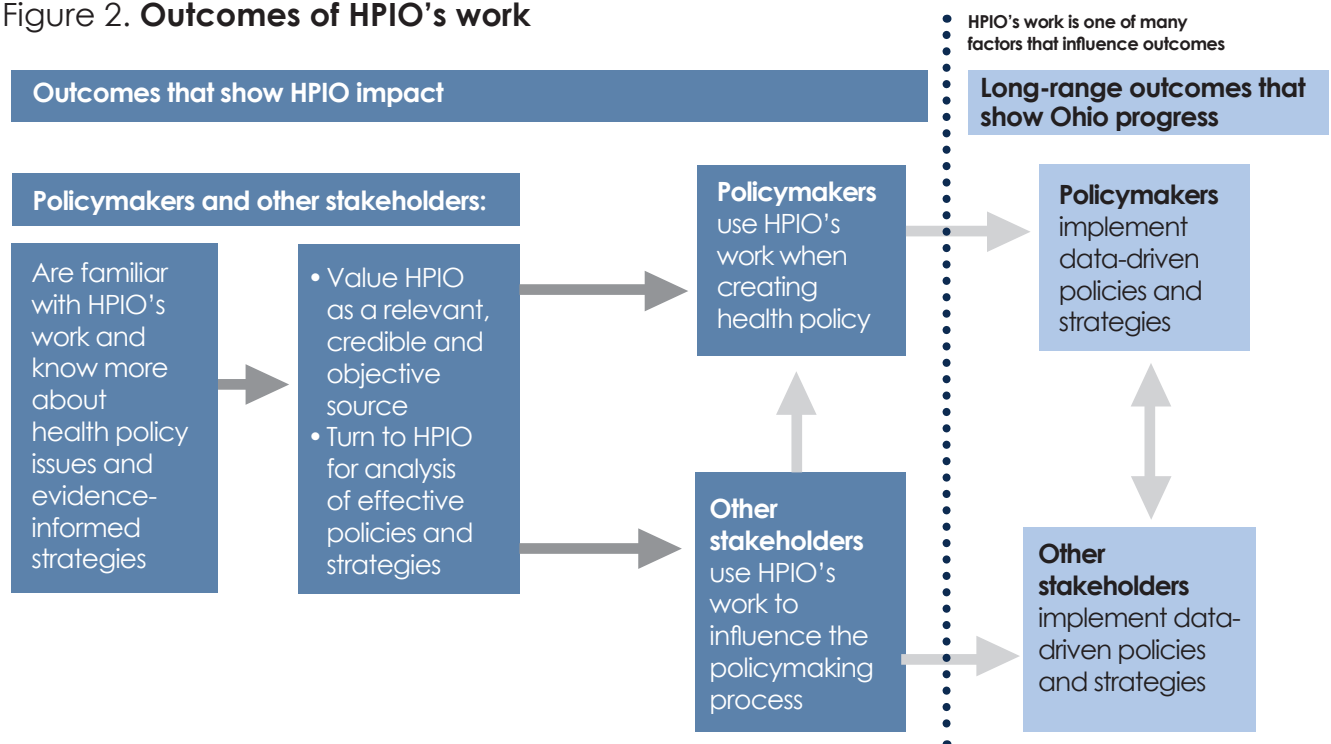 Figure 2. Outcomes of HPIO’s work
HPIO’s work is one of many
factors that influence outcomes
Outcomes that show HPIO impact
Long-range outcomes that
show Ohio progress
Policymakers and other stakeholders:
Are familiar
with HPIO’s
work and
know more
about
health policy
issues and
evidence-
informed
strategies
• Value HPIO
as a relevant,
credible and
objective
source
• Turn to HPIO
for analysis
of effective
policies and
strategies
Policymakers
use HPIO’s
work when
creating
health policy
Other
stakeholders
use HPIO’s
work to
influence the
policymaking
process
Policymakers
implement
data-driven
policies and
strategies
Other
stakeholders
implement data-
driven policies
and strategies